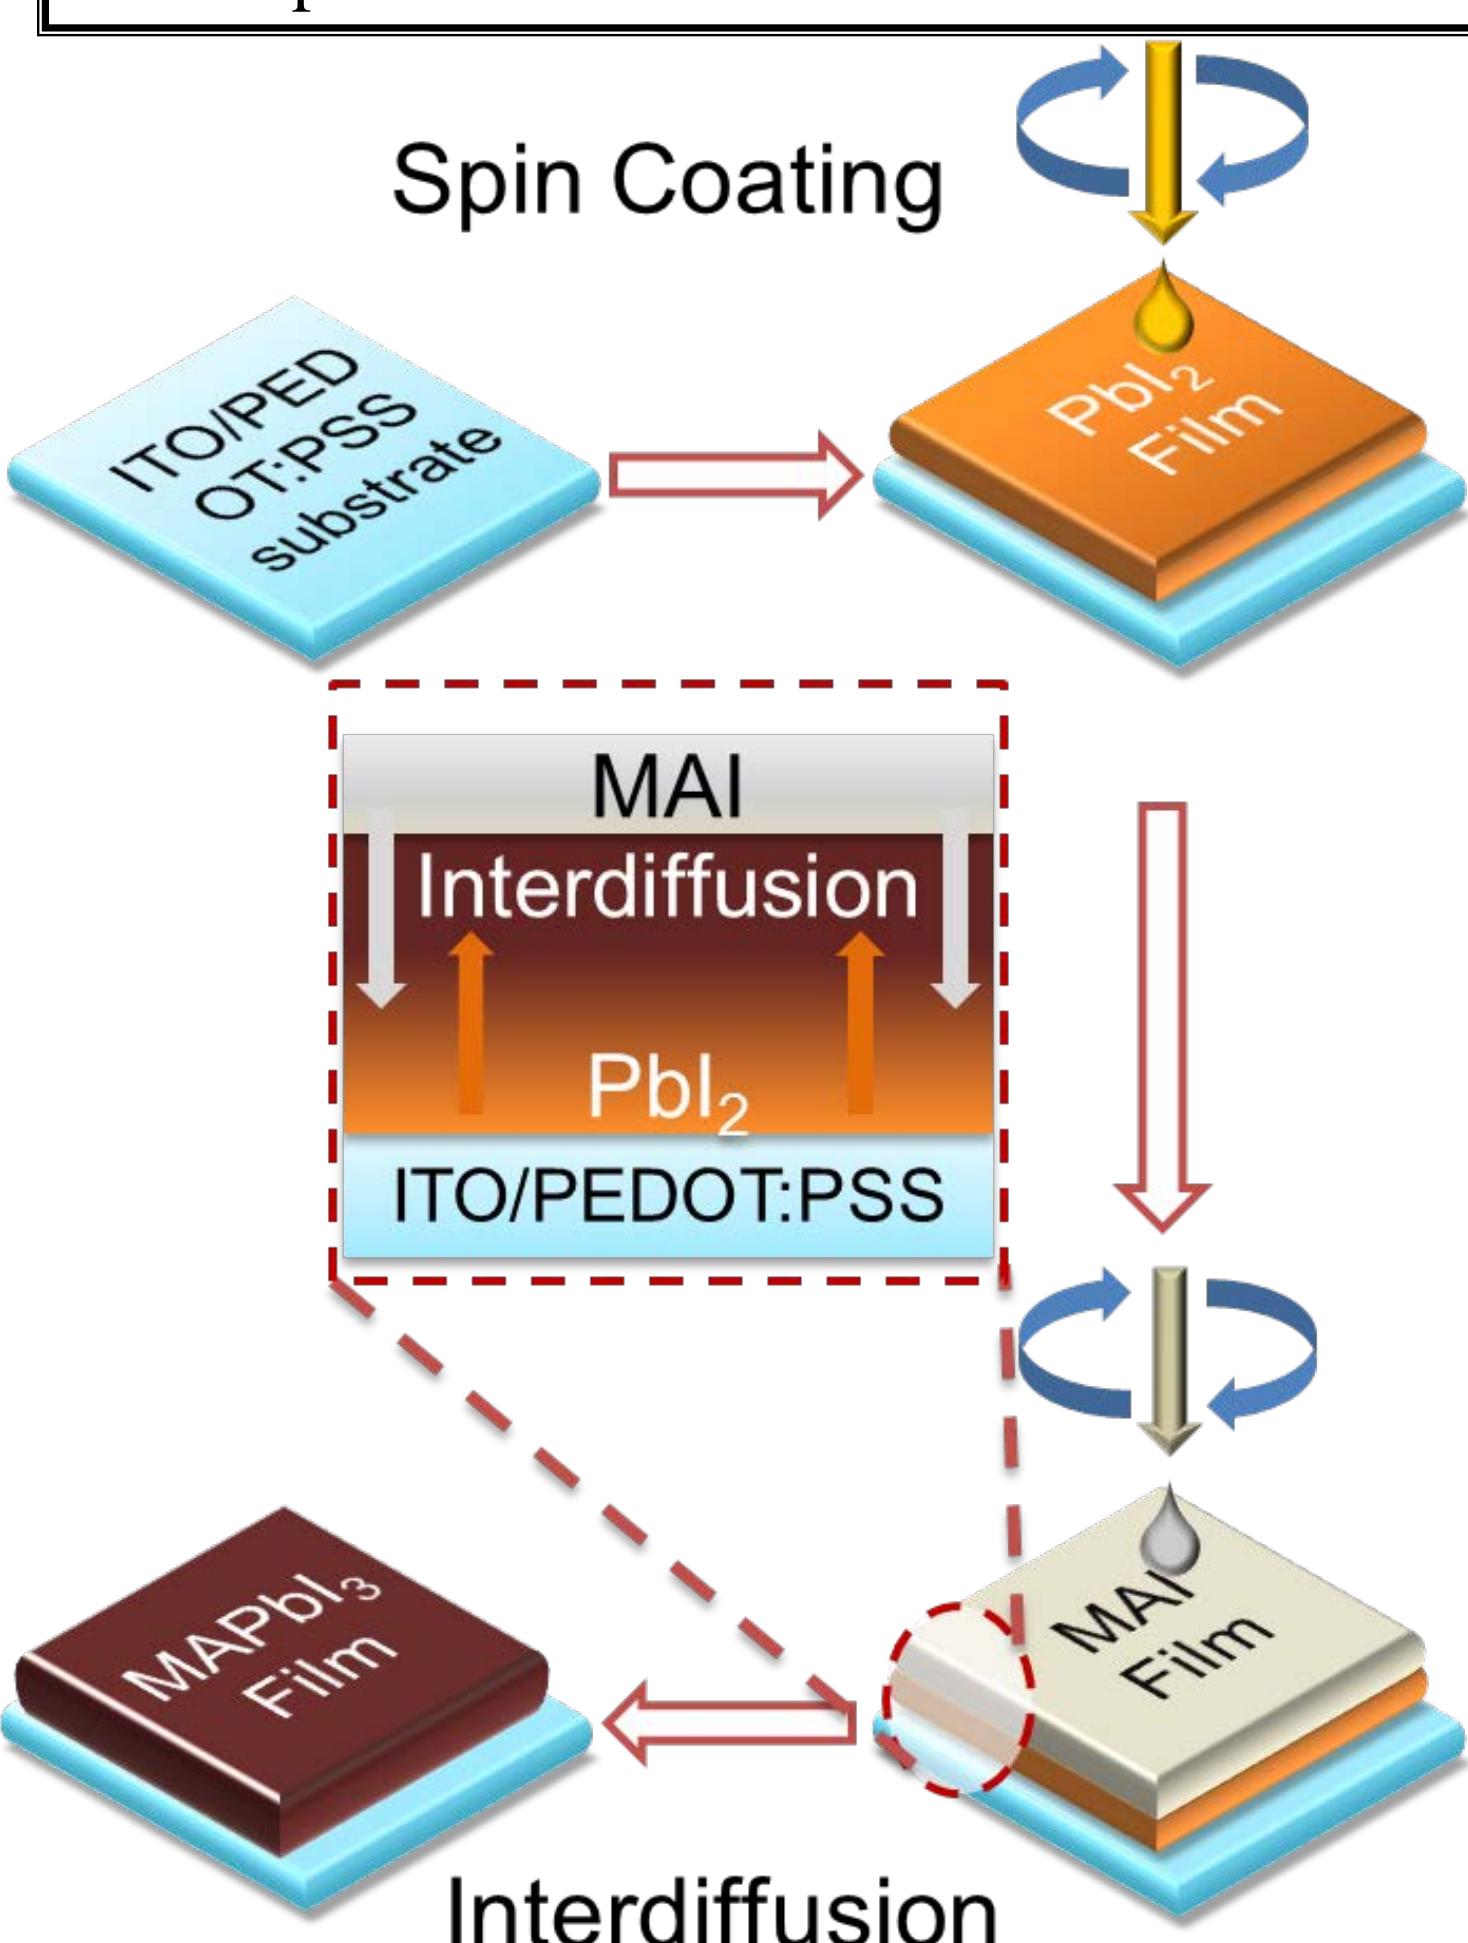 Spin Coating
ITO/PED
OT:PSS
substrate
PbI₂
Film
MAI
Interdiffusion
PbI₂
ITO/PEDOT:PSS
MAPbI₃
Film
MAI
Film
Interdiffusion